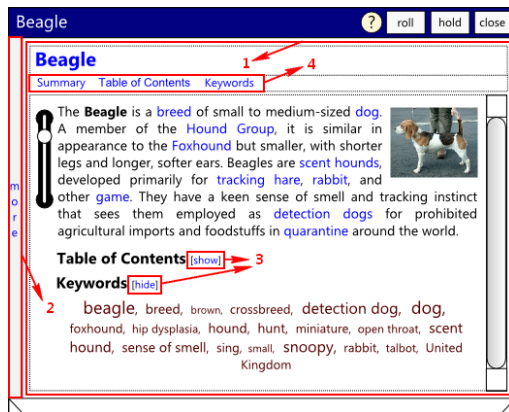 Beagle
?
roll
hold
close
Beagle
1
4
Summary Table of Contents Keywords
The Beagle is a breed of small to medium-sized dog.
A member of the Hound Group, it is similar in
appearance to the Foxhound but smaller, with shorter
legs and longer, softer ears. Beagles are scent hounds,
developed primarily for tracking hare, rabbit, and
other game. They have a keen sense of smell and tracking instinct
that sees them employed as detection dogs for prohibited
agricultural imports and foodstuffs in quarantine around the world.
more
Table of Contents [show]
3
Keywords [hide]
2
beagle, breed, brown, crossbreed, detection dog, dog,
foxhound, hip dysplasia, hound, hunt, miniature, open throat, scent
hound, sense of smell, sing, small, snoopy, rabbit, talbot, United
Kingdom